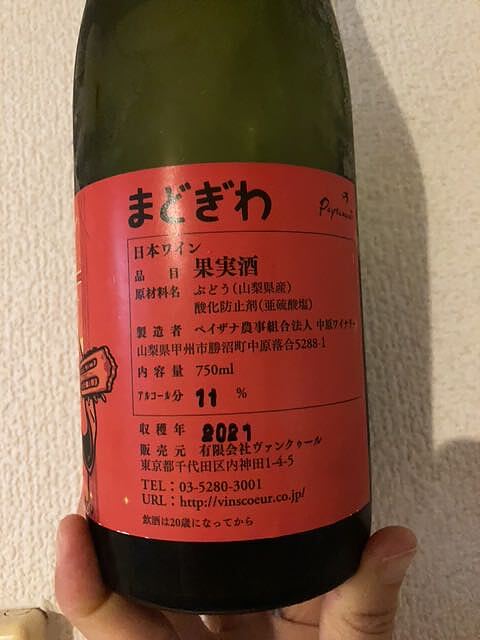 まどぎわ
Paysanne
日本ワイン
品 目 果実酒
原材料名 ぶどう(山梨県産)
酸化防止剤(亜硫酸塩)
製造者 ペイザナ農事組合法人 中原ワイナリー
山梨県甲州市勝沼町中原落合5288-1
内容量 750ml
アルコール分 11 %
収穫年 2021
販売元 有限会社ヴァンクゥール
東京都千代田区内神田1-4-5
TEL:03-5280-3001
URL:http://vinscoeur.co.jp/
飲酒は20歳になってから